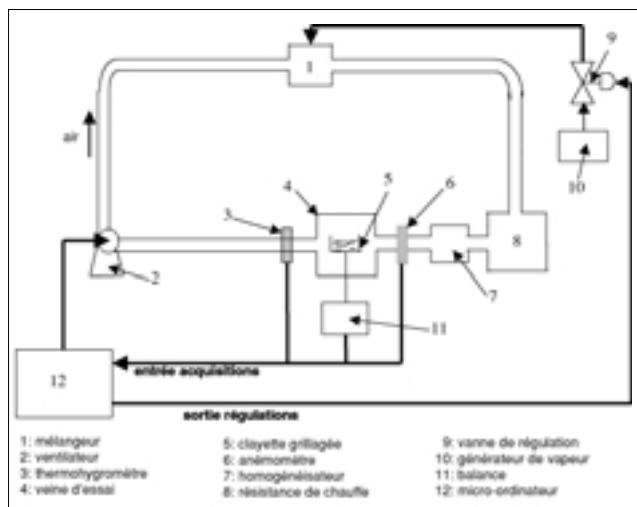 1
9
air
10
4
5
6
3
8
2
7
11
12
entrée acquisitions
sortie régulations
1: mélangeur
2: ventilateur
3: thermohygromètre
4: veine d'essai
5: clayette grillagée
6: anémomètre
7: homogénéisateur
8: résistance de chauffe
9: vanne de régulation
10: générateur de vapeur
11: balance
12: micro-ordinateur